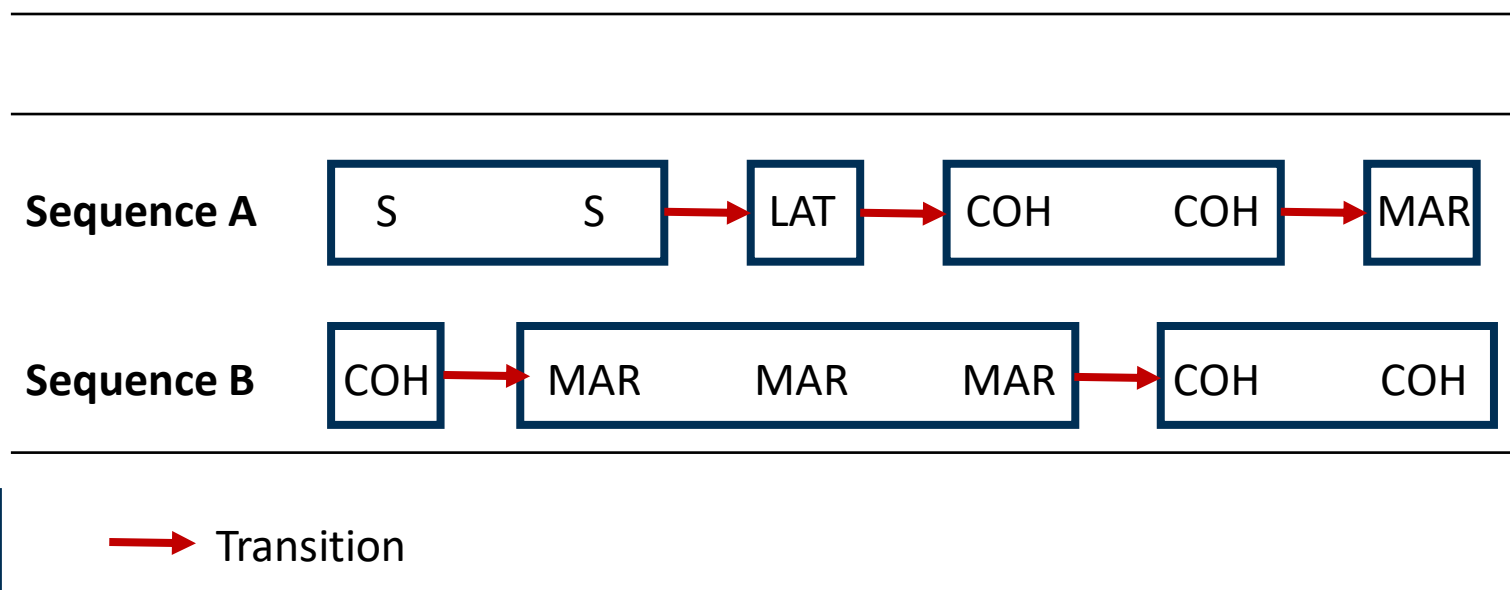 Sequence A S S LAT COH COH MAR
Sequence B COH MAR MAR MAR COH COH
Transition